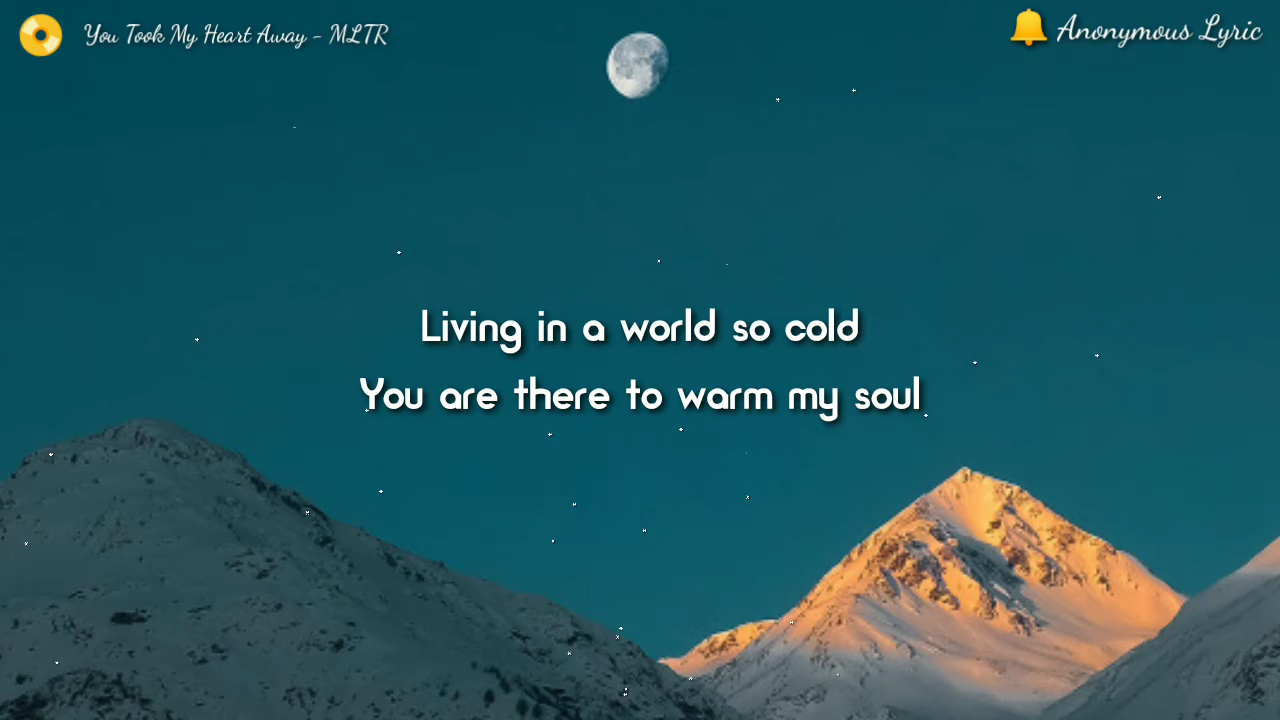 You Took My Heart Away - MLTR
Anonymous Lyric
Living in a world so cold
You are there to warm my soul